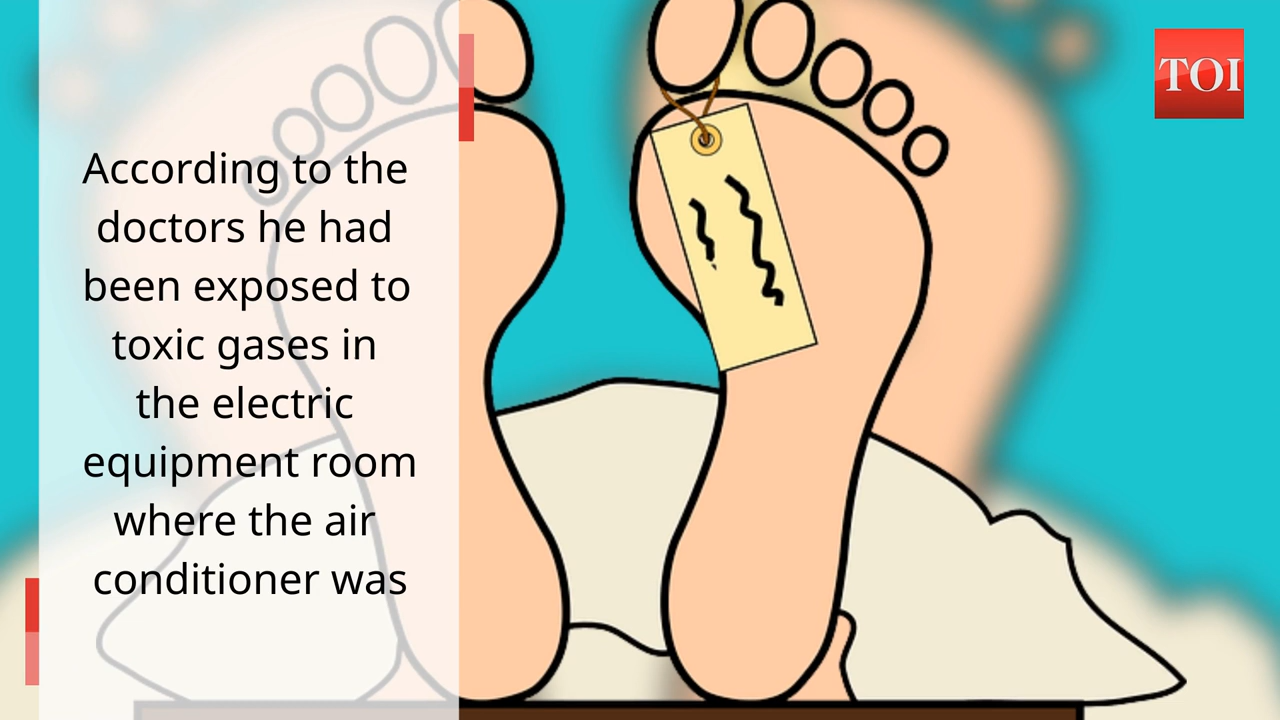 TOI
According to the
doctors he had
been exposed to
toxic gases in
the electric
equipment room
where the air
conditioner was